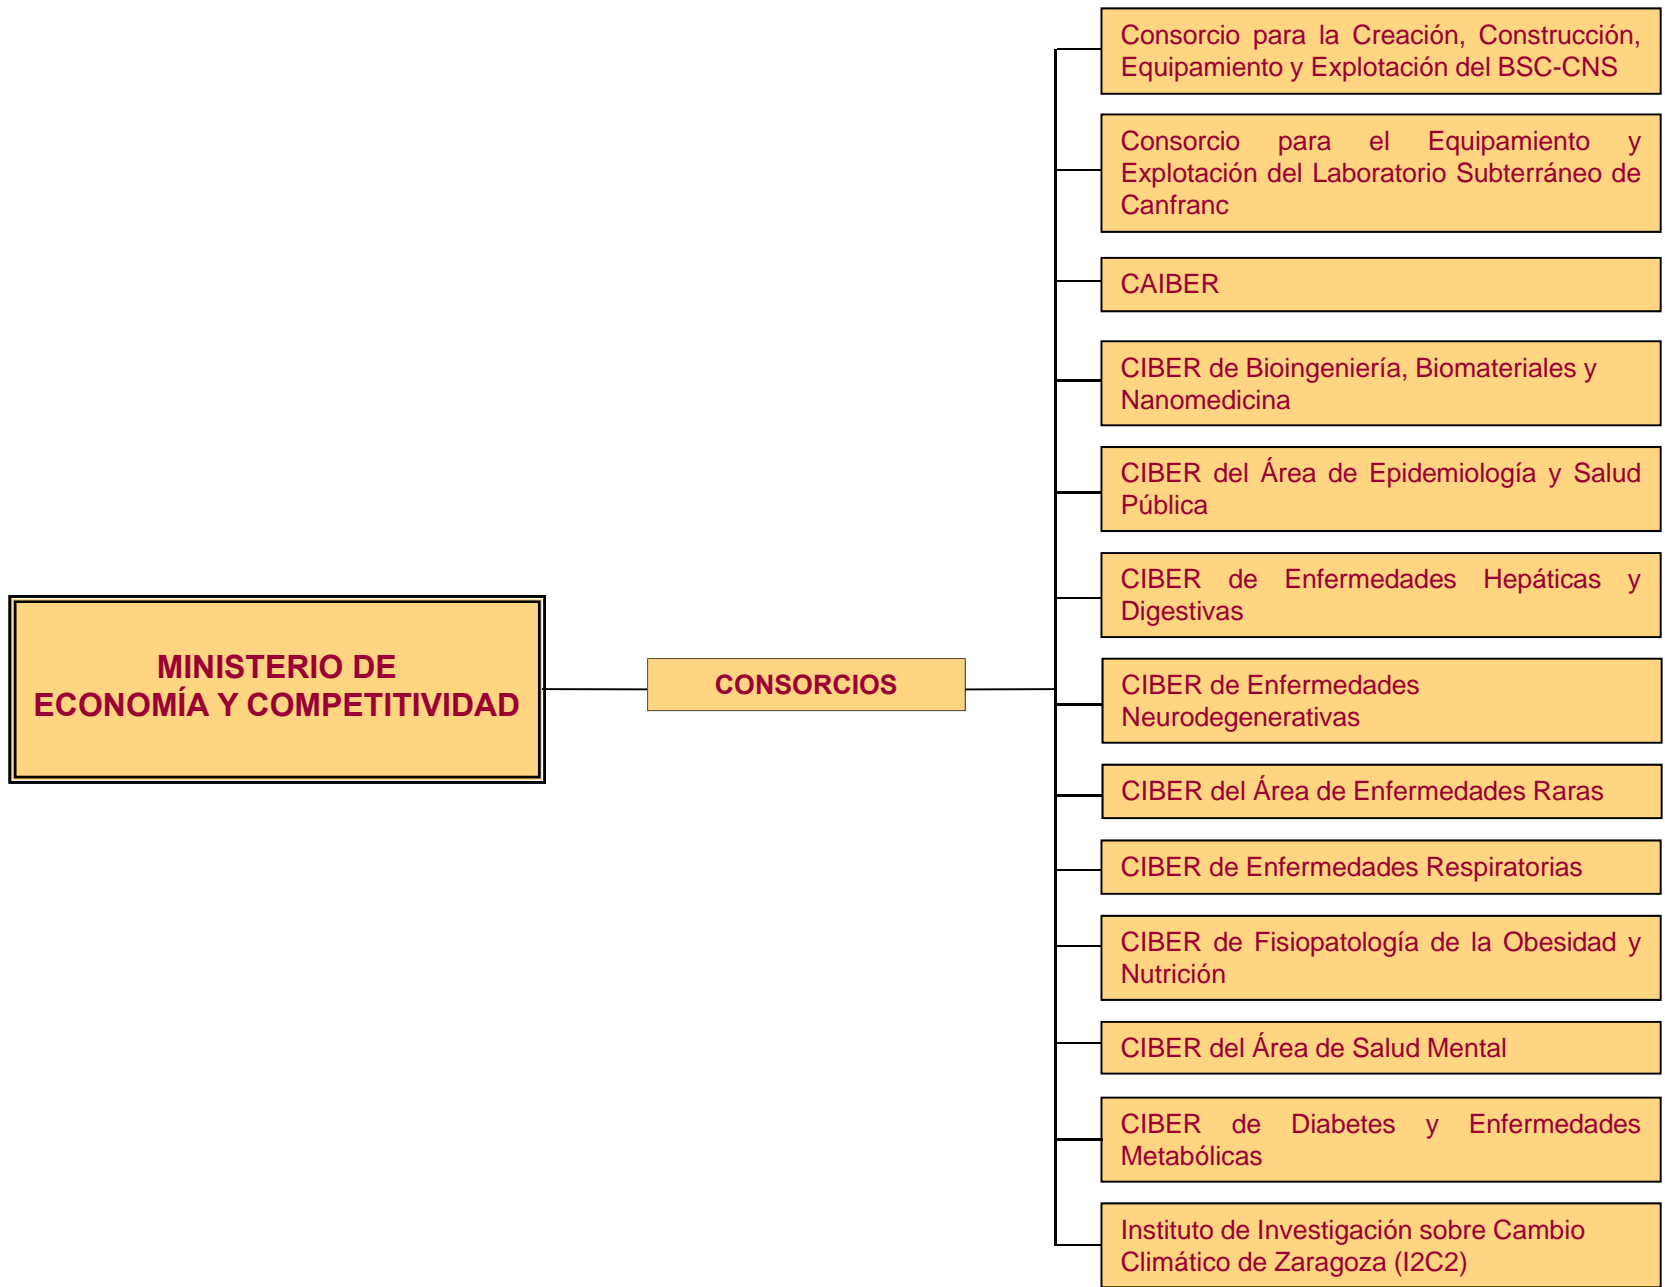 Consorcio para la Creación, Construcción,
Equipamiento y Explotación del BSC-CNS
Consorcio para el Equipamiento y
Explotación del Laboratorio Subterráneo de
Canfranc
CAIBER
CIBER de Bioingeniería, Biomateriales y
Nanomedicina
CIBER del Área de Epidemiología y Salud
Pública
CIBER de Enfermedades Hepáticas y
Digestivas
MINISTERIO DE
ECONOMÍA Y COMPETITIVIDAD
CONSORCIOS
CIBER de Enfermedades
Neurodegenerativas
CIBER del Área de Enfermedades Raras
CIBER de Enfermedades Respiratorias
CIBER de Fisiopatología de la Obesidad y
Nutrición
CIBER del Área de Salud Mental
CIBER de Diabetes y Enfermedades
Metabólicas
Instituto de Investigación sobre Cambio
Climático de Zaragoza (I2C2)